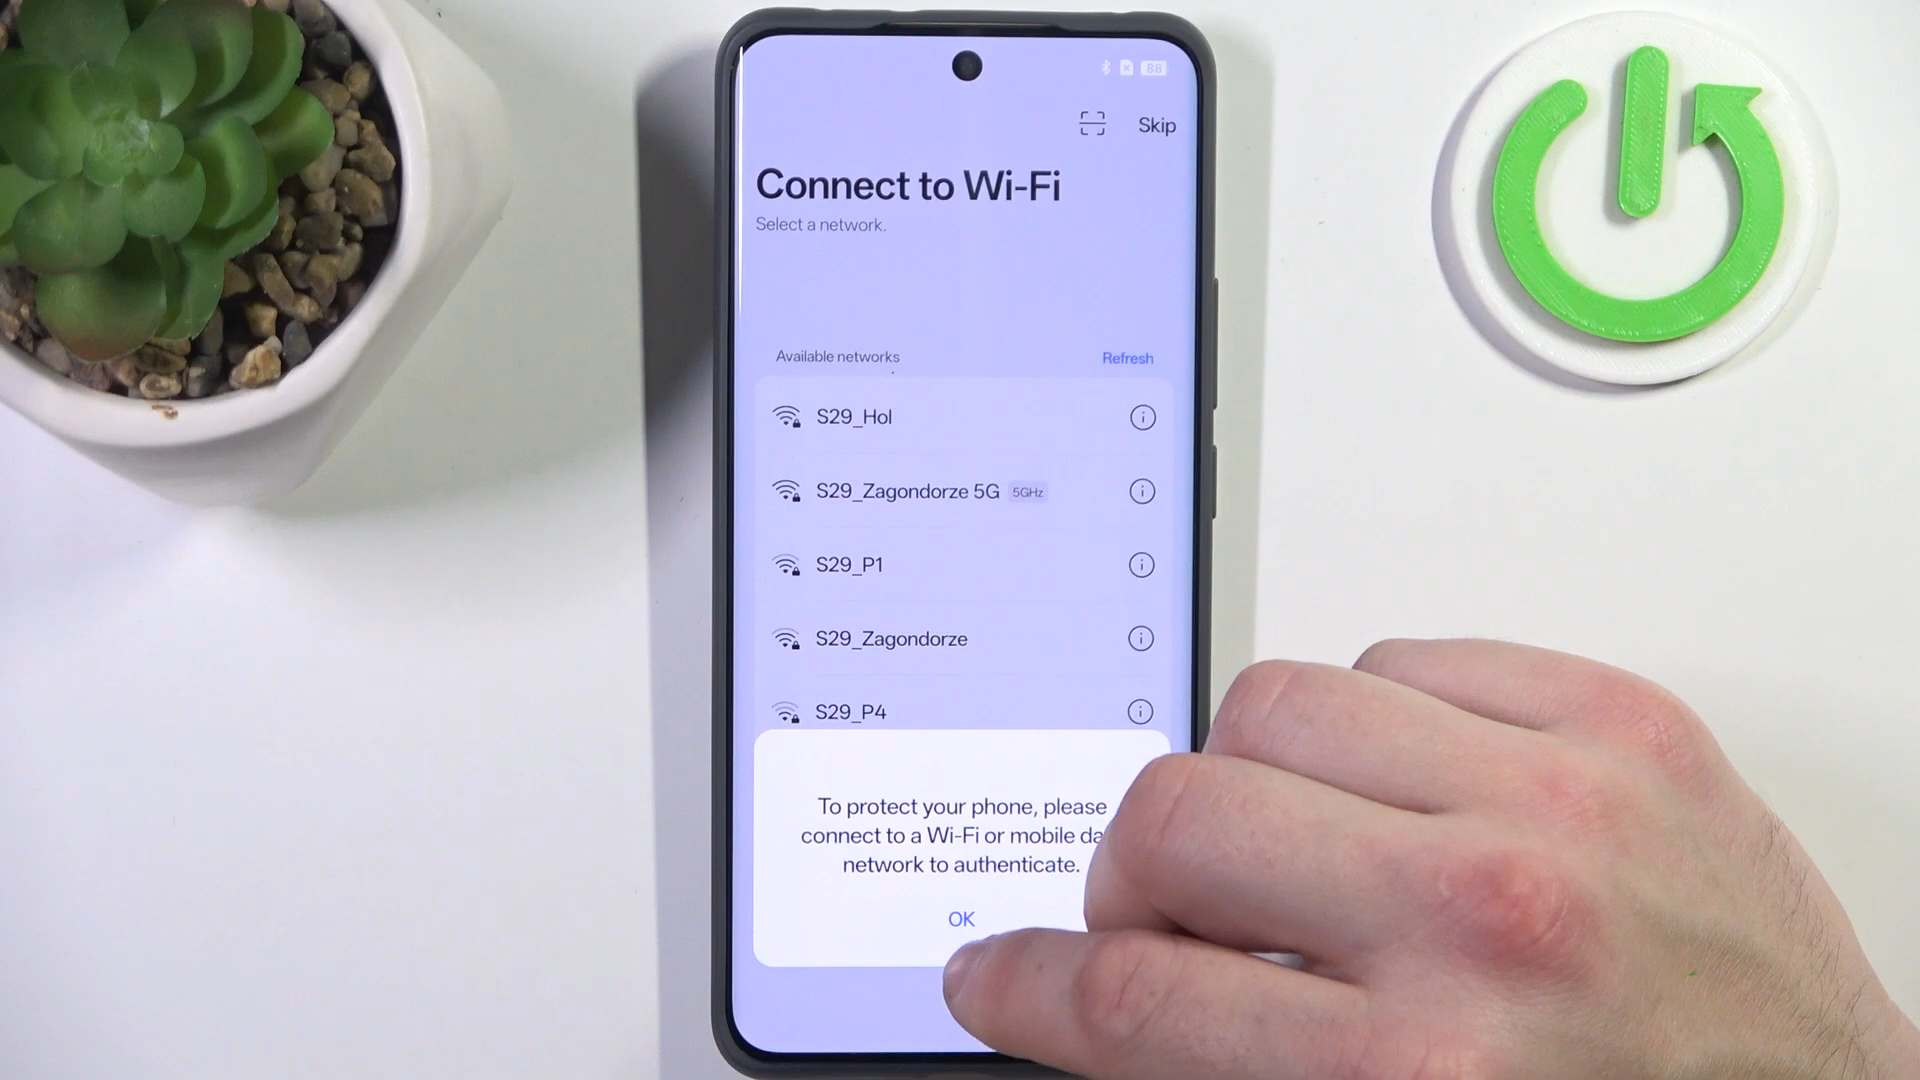 88
Skip
Connect to Wi-Fi
Select a network.
Available networks
Refresh
S29_Hol
S29_Zagondorze 5G 5GHz
S29_P1
S29_Zagondorze
S29_P4
To protect your phone, please
connect to a Wi-Fi or mobile da
network to authenticate.
OK